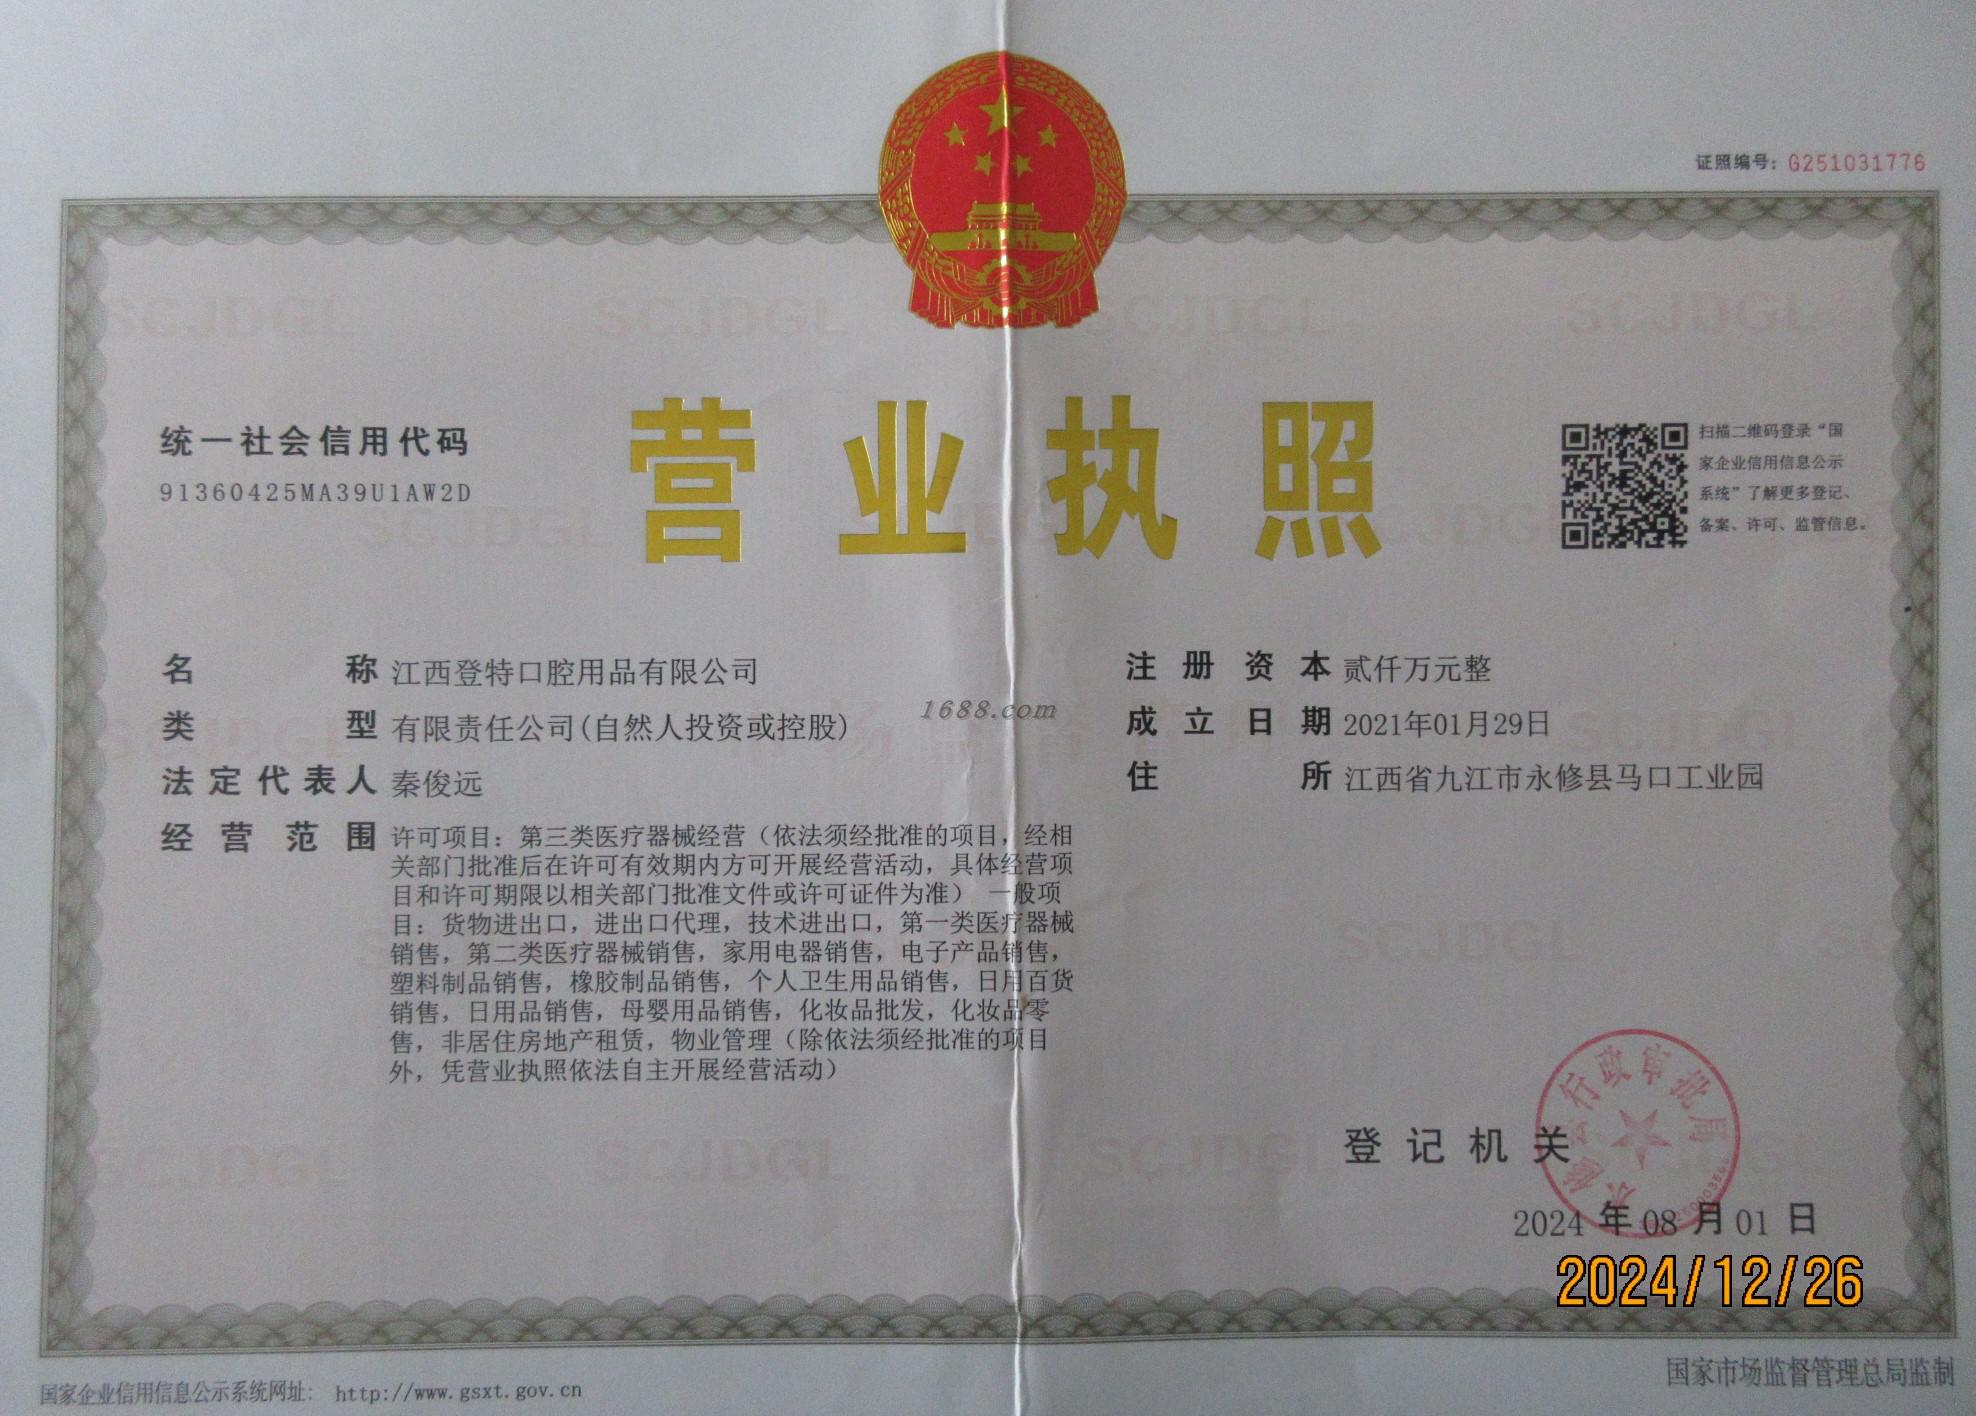 证照编号：G251031776
SCJDGL SCJDGL SCJDGL SCJDGL
营业执照
统一社会信用代码
91360425MA39U1AW2D
扫描二维码登录“国
家企业信用信息公示
系统”了解更多登记、
备案、许可、监管信息。
名称 江西登特口腔用品有限公司
类型 有限责任公司(自然人投资或控股)
法定代表人 秦俊远
经营范围 许可项目：第三类医疗器械经营（依法须经批准的项目，经相
关部门批准后在许可有效期内方可开展经营活动，具体经营项
目和许可期限以相关部门批准文件或许可证件为准） 一般项
目：货物进出口，进出口代理，技术进出口，第一类医疗器械
销售，第二类医疗器械销售，家用电器销售，电子产品销售，
塑料制品销售，橡胶制品销售，个人卫生用品销售，日用百货
销售，日用品销售，母婴用品销售，化妆品批发，化妆品零
售，非居住房地产租赁，物业管理（除依法须经批准的项目
外，凭营业执照依法自主开展经营活动）
1688.com
注册资本 贰仟万元整
成立日期 2021年01月29日
住所 江西省九江市永修县马口工业园
登记机关
永修县行政审批局
2024 年 08 月 01 日
2024/12/26
国家企业信用信息公示系统网址： http://www.gsxt.gov.cn
国家市场监督管理总局监制